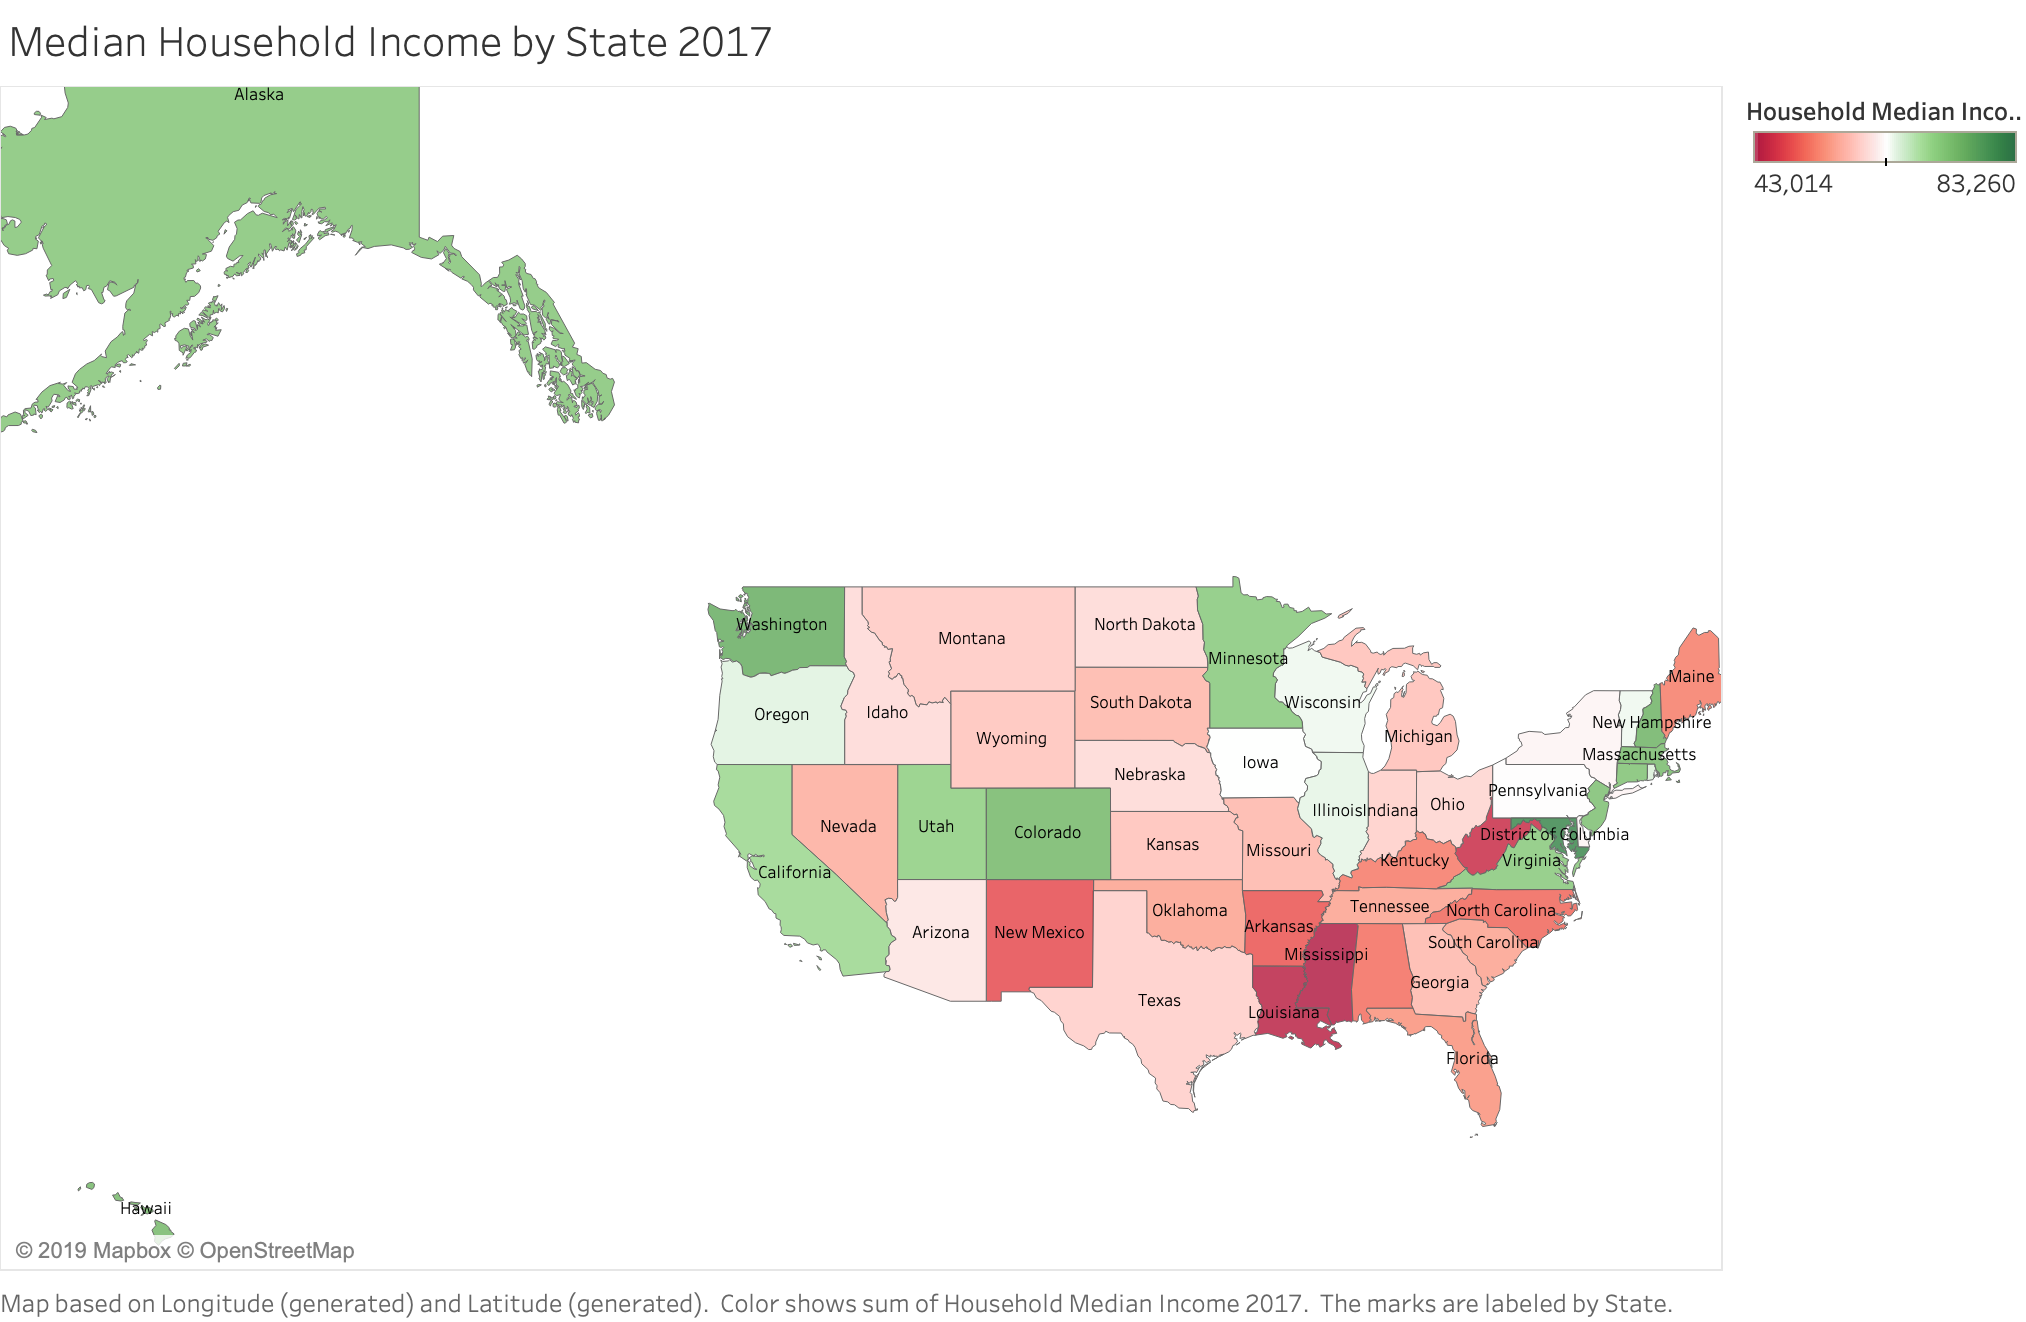 Median Household Income by State 2017
Alaska
Household Median Inco..
43,014 83,260
Washington
Montana
North Dakota
Minnesota
Maine
Oregon
Idaho
South Dakota
Wisconsin
New Hampshire
Wyoming
Michigan
Massachusetts
Iowa
Nebraska
Pennsylvania
Illinois
Indiana
Ohio
Nevada
Utah
Colorado
District of Columbia
Kansas
Missouri
Kentucky
Virginia
California
Tennessee
Oklahoma
North Carolina
Arizona
New Mexico
Arkansas
South Carolina
Mississippi
Georgia
Texas
Louisiana
Florida
Hawaii
© 2019 Mapbox © OpenStreetMap
Map based on Longitude (generated) and Latitude (generated).  Color shows sum of Household Median Income 2017.  The marks are labeled by State.